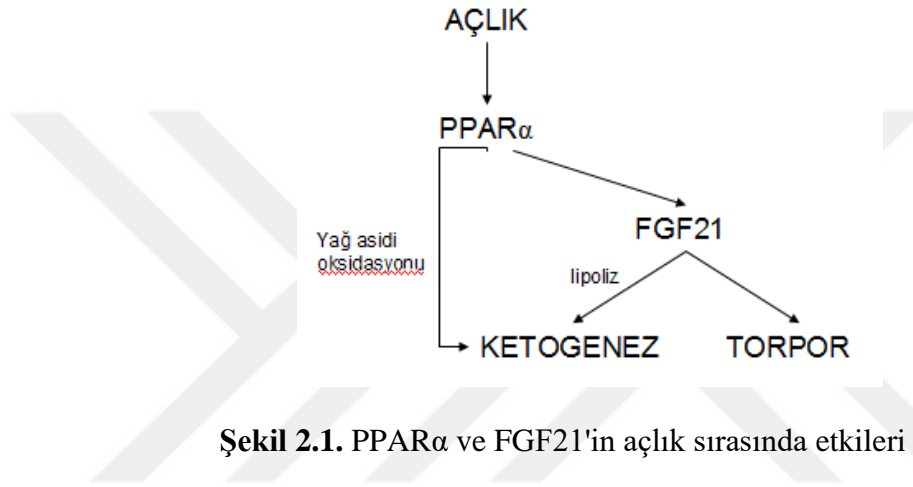 AÇLIK
PPARα
FGF21
Yağ asidi
oksidasyonu
lipoliz
KETOGENEZ
TORPOR
Şekil 2.1. PPARα ve FGF21'in açlık sırasında etkileri